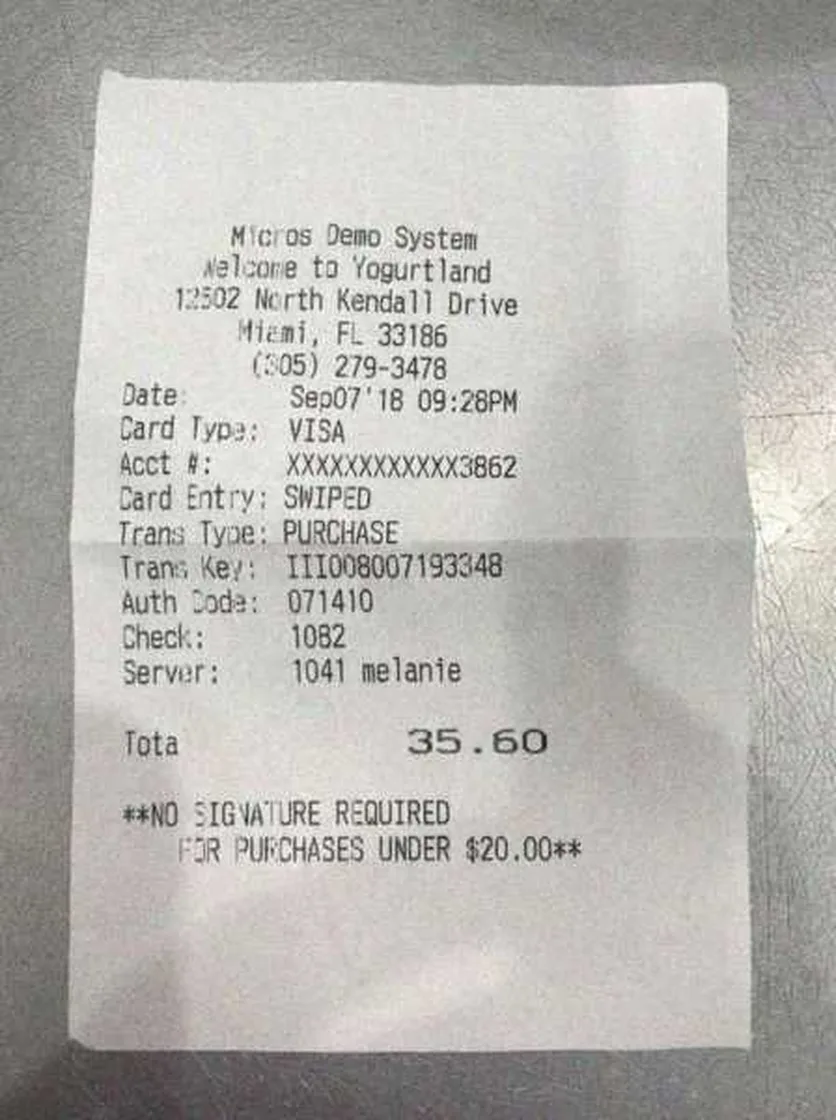 Micros Demo System
Welcome to Yogurtland
12502 North Kendall Drive
Miami, FL 33186
(305) 279-3478
Date: Sep07'18 09:28PM
Card Type: VISA
Acct #: XXXXXXXXXXXX3862
Card Entry: SWIPED
Trans Type: PURCHASE
Trans Key: III008007193348
Auth Code: 071410
Check: 1082
Server: 1041 melanie
Tota 35.60
**NO SIGNATURE REQUIRED
FOR PURCHASES UNDER $20.00**